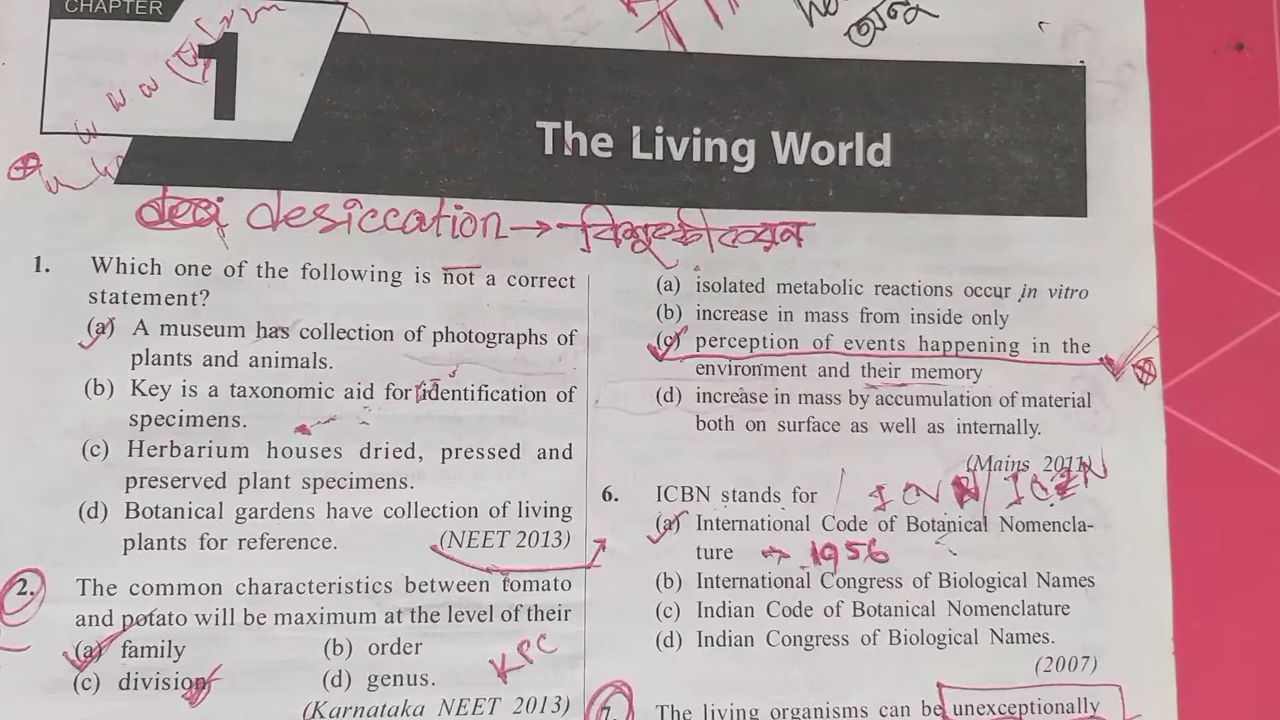 CHAPTER
1
The Living World
desiccation →
1. Which one of the following is not a correct
statement?
(a) A museum has collection of photographs of
plants and animals.
(b) Key is a taxonomic aid for identification of
specimens.
(c) Herbarium houses dried, pressed and
preserved plant specimens.
(d) Botanical gardens have collection of living
plants for reference.
(NEET 2013)
2. The common characteristics between tomato
and potato will be maximum at the level of their
(a) family (b) order
(c) division (d) genus.
KPC
(Karnataka NEET 2013)
(a) isolated metabolic reactions occur in vitro
(b) increase in mass from inside only
(c) perception of events happening in the
environment and their memory
(d) increase in mass by accumulation of material
both on surface as well as internally.
(Mains 2011)
6. ICBN stands for
(a) International Code of Botanical Nomencla-
ture → 1956
(b) International Congress of Biological Names
(c) Indian Code of Botanical Nomenclature
(d) Indian Congress of Biological Names.
(2007)
7. The living organisms can be unexceptionally